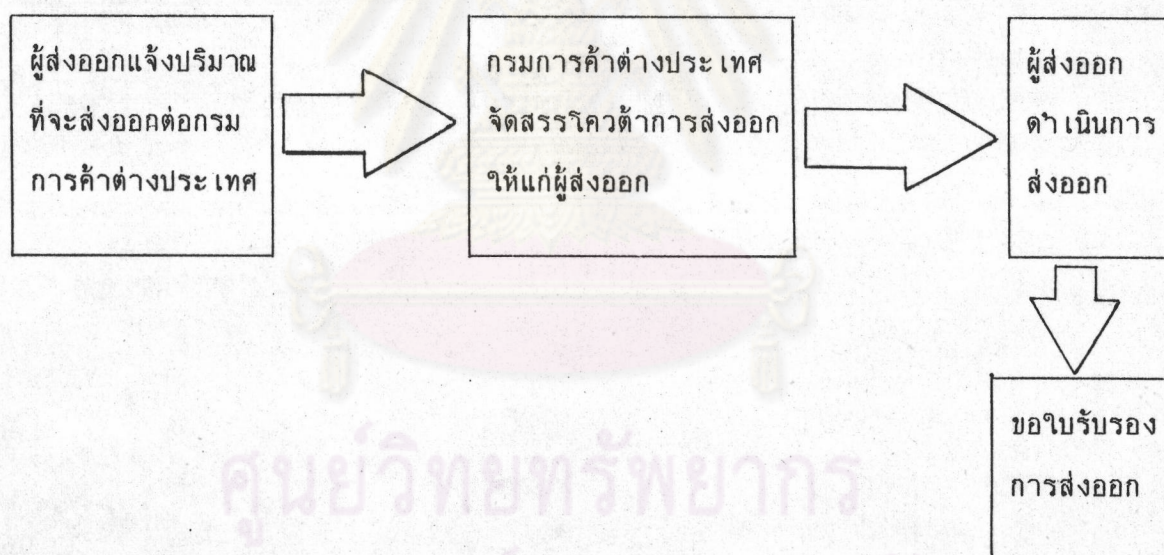 ผู้ส่งออกแจ้งปริมาณ
ที่จะส่งออกต่อกรม
การค้าต่างประเทศ
กรมการค้าต่างประเทศ
จัดสรรโควต้าการส่งออก
ให้แก่ผู้ส่งออก
ผู้ส่งออก
ดำเนินการ
ส่งออก
ขอใบรับรอง
การส่งออก
ศูนย์วิทยทรัพยากร